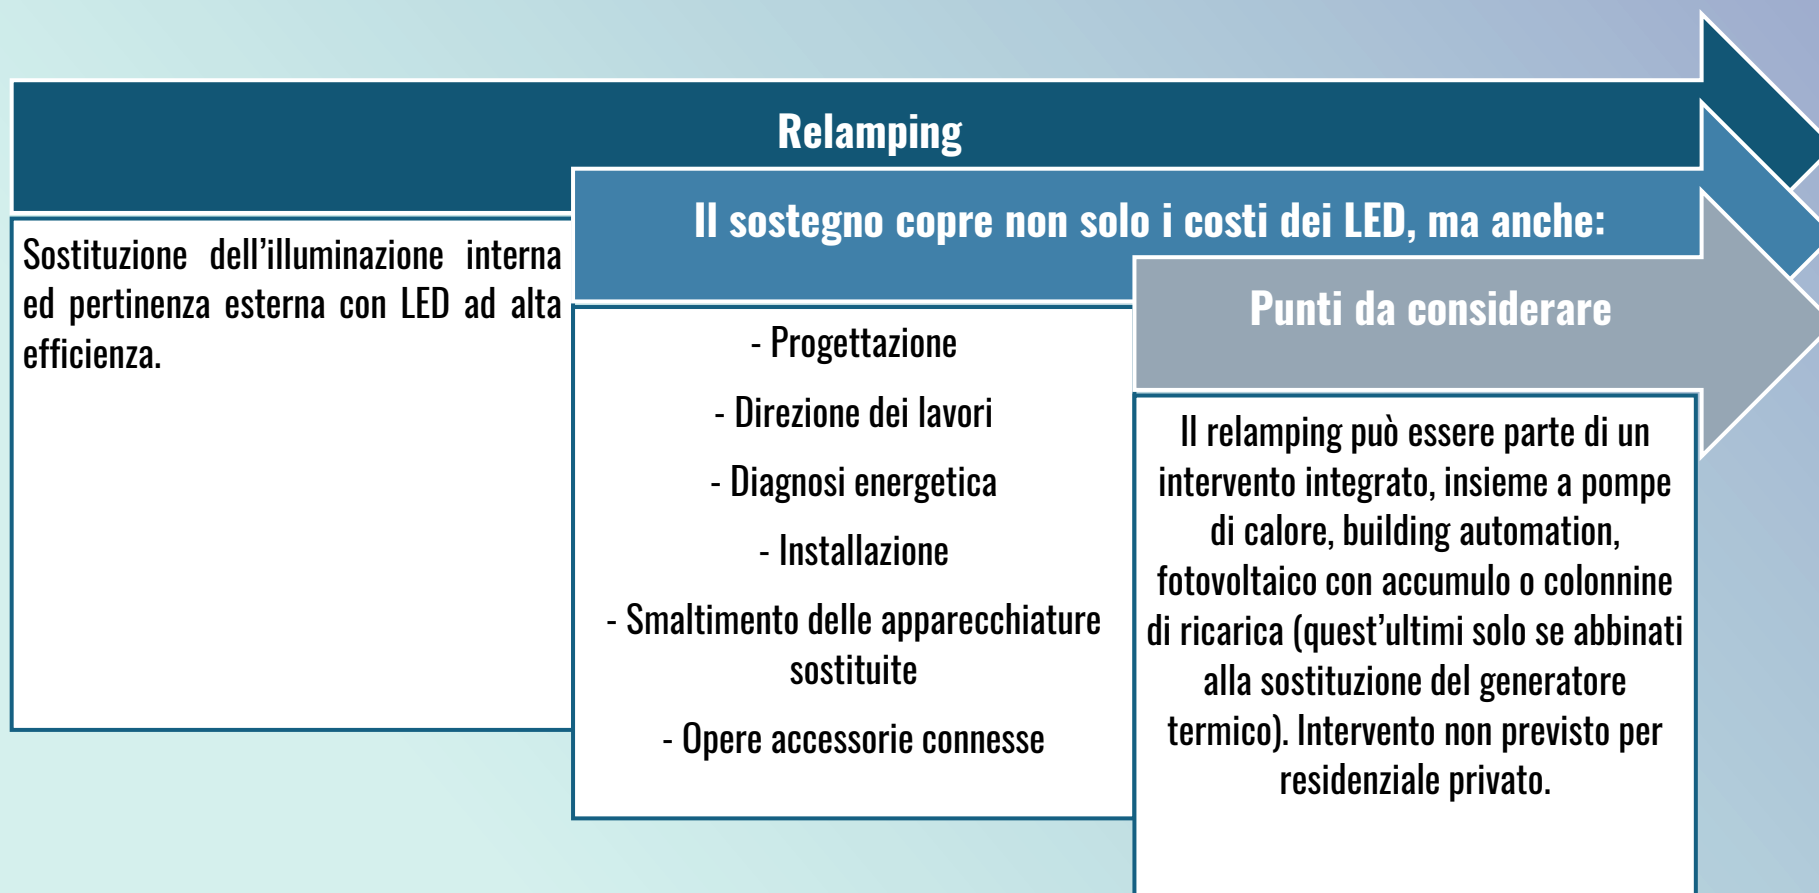 Relamping
Sostituzione dell'illuminazione interna
ed pertinenza esterna con LED ad alta
efficienza.
Il sostegno copre non solo i costi dei LED, ma anche:
- Progettazione
- Direzione dei lavori
- Diagnosi energetica
- Installazione
- Smaltimento delle apparecchiature
sostituite
- Opere accessorie connesse
Punti da considerare
Il relamping può essere parte di un
intervento integrato, insieme a pompe
di calore, building automation,
fotovoltaico con accumulo o colonnine
di ricarica (quest'ultimi solo se abbinati
alla sostituzione del generatore
termico). Intervento non previsto per
residenziale privato.